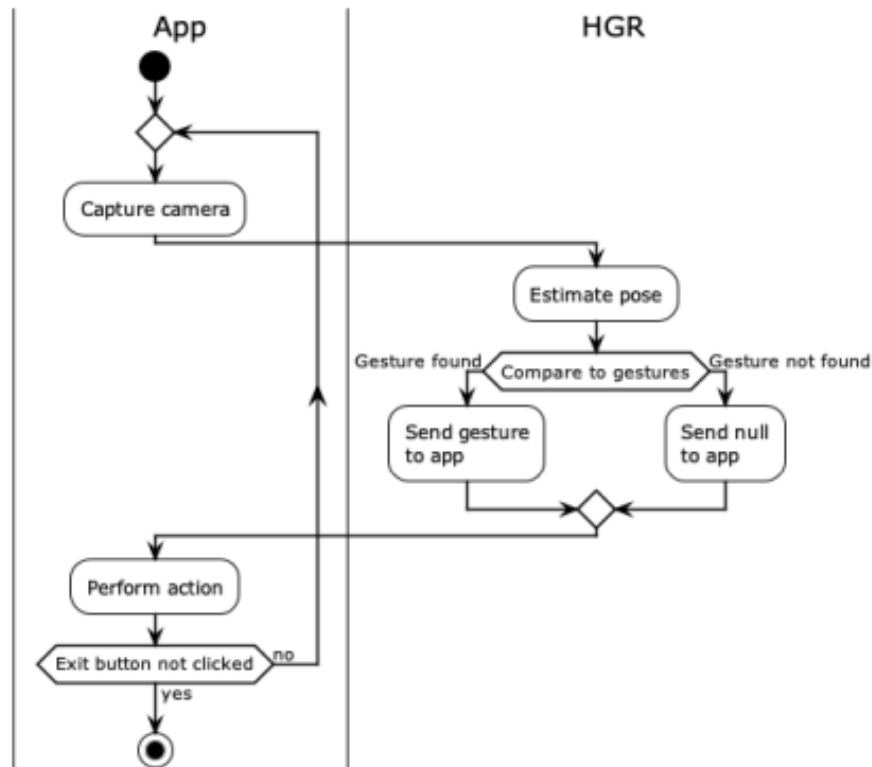 App
HGR
Capture camera
Estimate pose
Gesture found
Compare to gestures
Gesture not found
Send gesture
to app
Send null
to app
Perform action
Exit button not clicked
no
yes